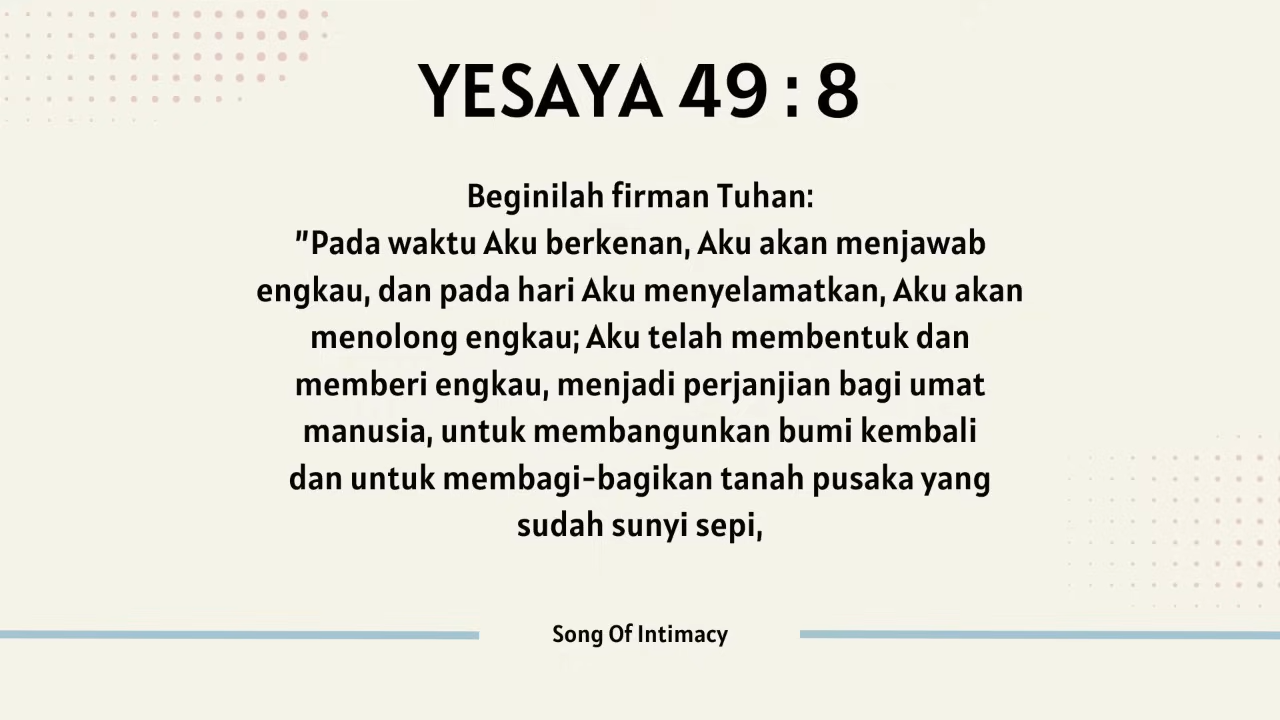 YESAYA 49 : 8
Beginilah firman Tuhan:
"Pada waktu Aku berkenan, Aku akan menjawab
engkau, dan pada hari Aku menyelamatkan, Aku akan
menolong engkau; Aku telah membentuk dan
memberi engkau, menjadi perjanjian bagi umat
manusia, untuk membangunkan bumi kembali
dan untuk membagi-bagikan tanah pusaka yang
sudah sunyi sepi,
Song Of Intimacy